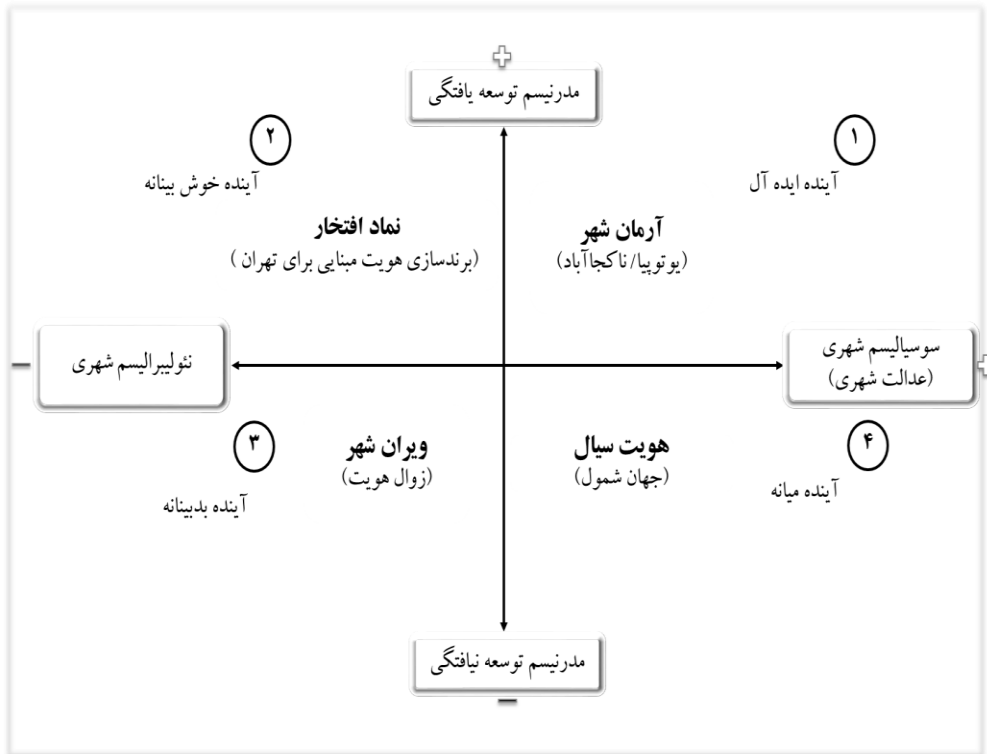 +
مدرنیسم توسعه یافتگی
۱
آینده ایده آل
۲
آینده خوش بینانه
آرمان شهر
(یوتوپیا/ ناکجاآباد)
نماد افتخار
(برندسازی هویت مبنایی برای تهران )
سوسیالیسم شهری
(عدالت شهری)
+
نئولیبرالیسم شهری
−
هویت سیال
(جهان شمول)
۴
آینده میانه
ویران شهر
(زوال هویت)
۳
آینده بدبینانه
مدرنیسم توسعه نیافتگی
−